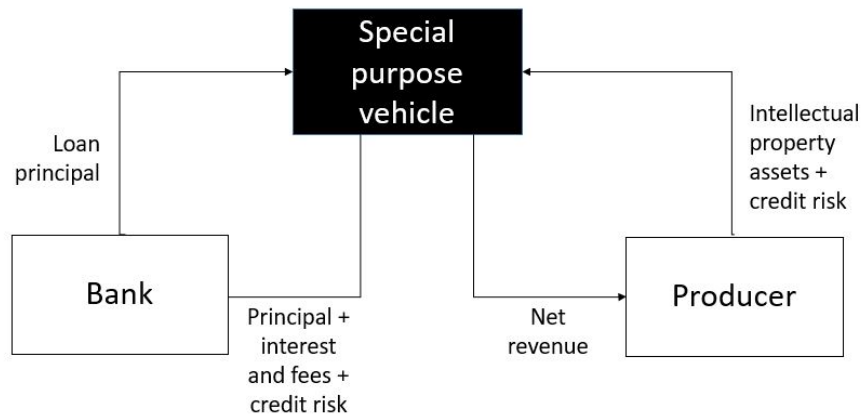 Special
purpose
vehicle
Loan
principal
Intellectual
property
assets +
credit risk
Bank
Producer
Principal +
interest
and fees +
credit risk
Net
revenue